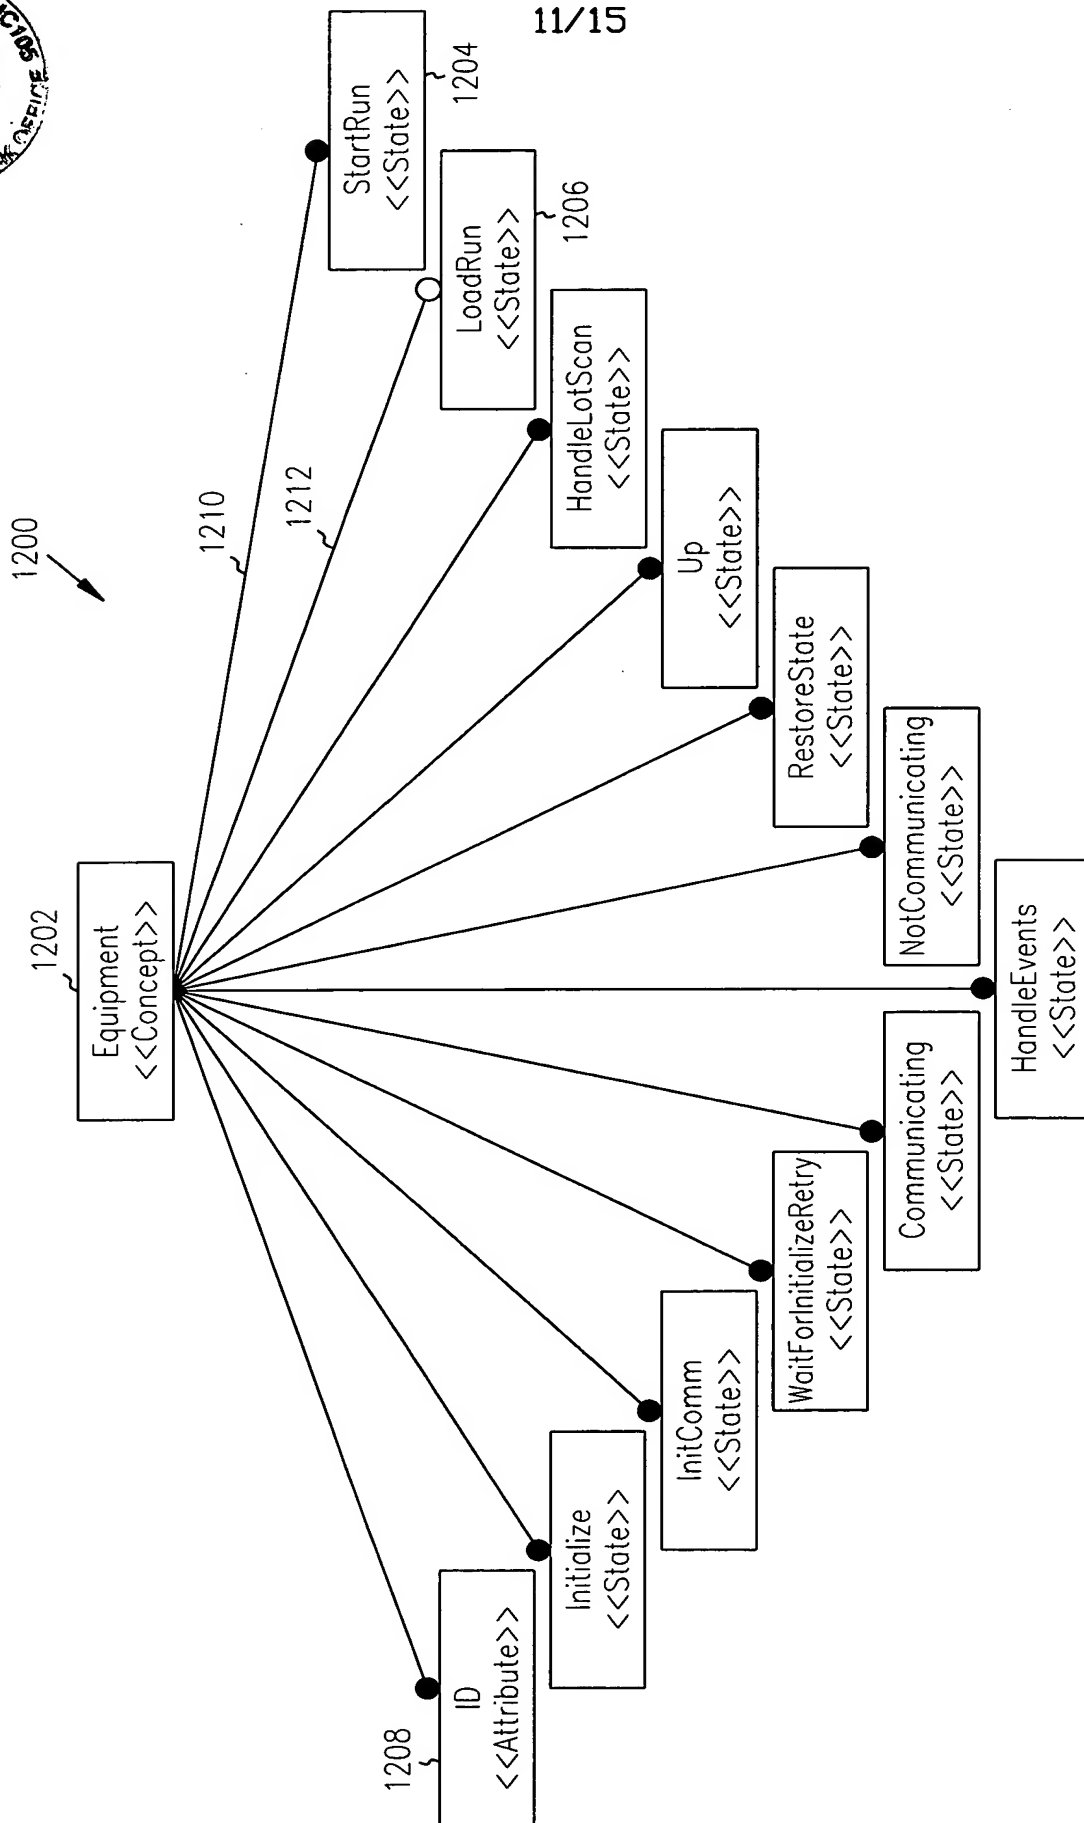 11/15
OFFICE
1200
1202
Equipment
<<Concept>>
1210
1212
StartRun
<<State>>
1204
LoadRun
<<State>>
1206
HandleLotScan
<<State>>
Up
<<State>>
RestoreState
<<State>>
NotCommunicating
<<State>>
HandleEvents
<<State>>
Communicating
<<State>>
WaitForInitializeRetry
<<State>>
InitComm
<<State>>
Initialize
<<State>>
ID
<<Attribute>>
1208